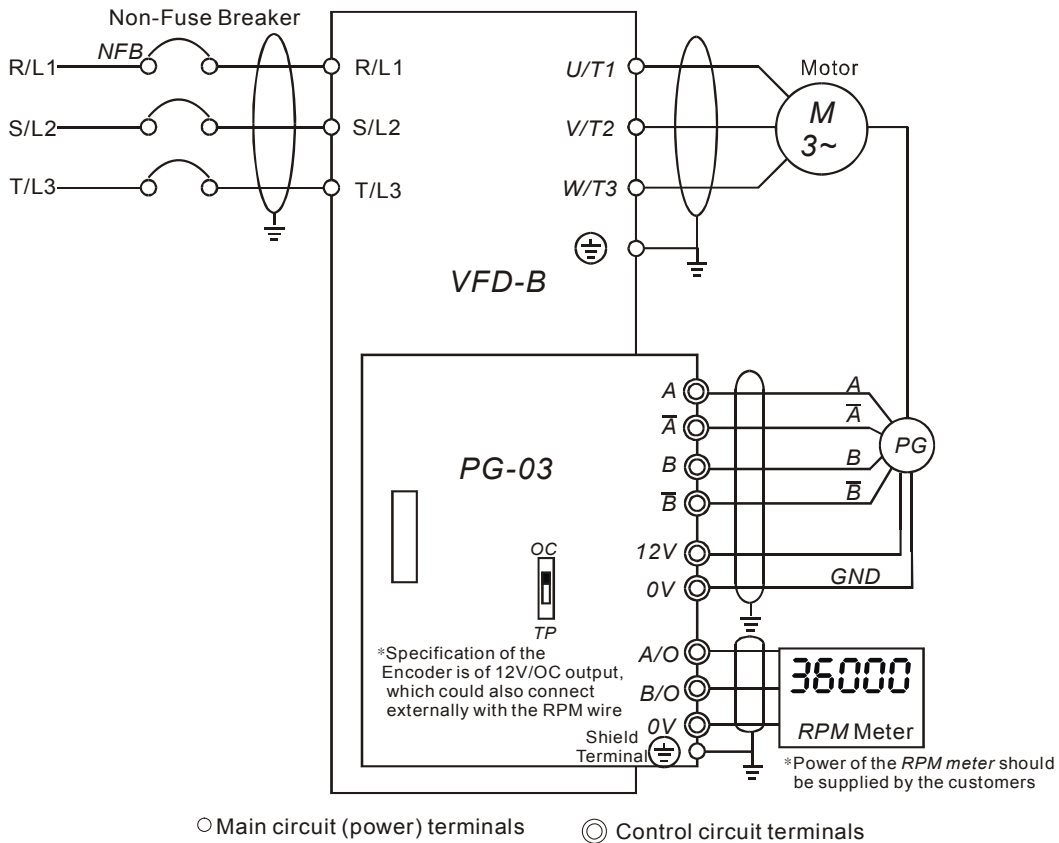 Non-Fuse Breaker
NFB
R/L1
R/L1
U/T1
Motor
S/L2
S/L2
V/T2
M
3~
T/L3
T/L3
W/T3
VFD-B
A
A
A̅
A̅
PG-03
B
B
PG
B̅
B̅
OC
12V
0V
GND
TP
*Specification of the
Encoder is of 12V/OC output,
which could also connect
externally with the RPM wire
A/O
36000
B/O
0V
RPM Meter
Shield
Terminal
*Power of the RPM meter should
be supplied by the customers
Main circuit (power) terminals
Control circuit terminals